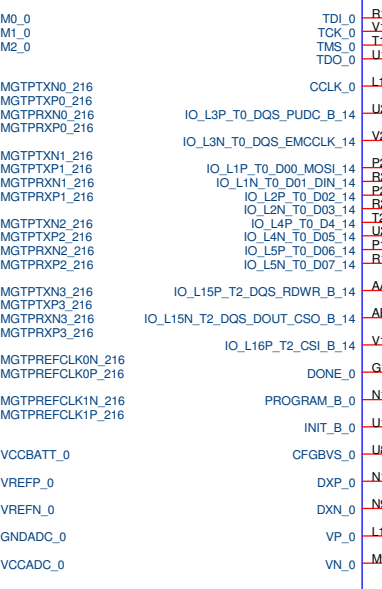 M0_0 TDI_0
M1_0 TCK_0
M2_0 TMS_0
TDO_0
MGTPTXN0_216 CCLK_0
MGTPTXP0_216
MGTPRXN0_216 IO_L3P_T0_DQS_PUDC_B_14
MGTPRXP0_216
IO_L3N_T0_DQS_EMCCLK_14
MGTPTXN1_216
MGTPTXP1_216 IO_L1P_T0_D00_MOSI_14
MGTPRXN1_216 IO_L1N_T0_D01_DIN_14
MGTPRXP1_216 IO_L2P_T0_D02_14
IO_L2N_T0_D03_14
MGTPTXN2_216 IO_L4P_T0_D4_14
MGTPTXP2_216 IO_L4N_T0_D05_14
MGTPRXN2_216 IO_L5P_T0_D06_14
MGTPRXP2_216 IO_L5N_T0_D07_14
MGTPTXN3_216 IO_L15P_T2_DQS_RDWR_B_14
MGTPTXP3_216
MGTPRXN3_216 IO_L15N_T2_DQS_DOUT_CSO_B_14
MGTPRXP3_216
IO_L16P_T2_CSI_B_14
MGTPREFCLK0N_216
MGTPREFCLK0P_216 DONE_0
MGTPREFCLK1N_216 PROGRAM_B_0
MGTPREFCLK1P_216
INIT_B_0
VCCBATT_0 CFGBVS_0
VREFP_0 DXP_0
VREFN_0 DXN_0
GNDADC_0 VP_0
VCCADC_0 VN_0